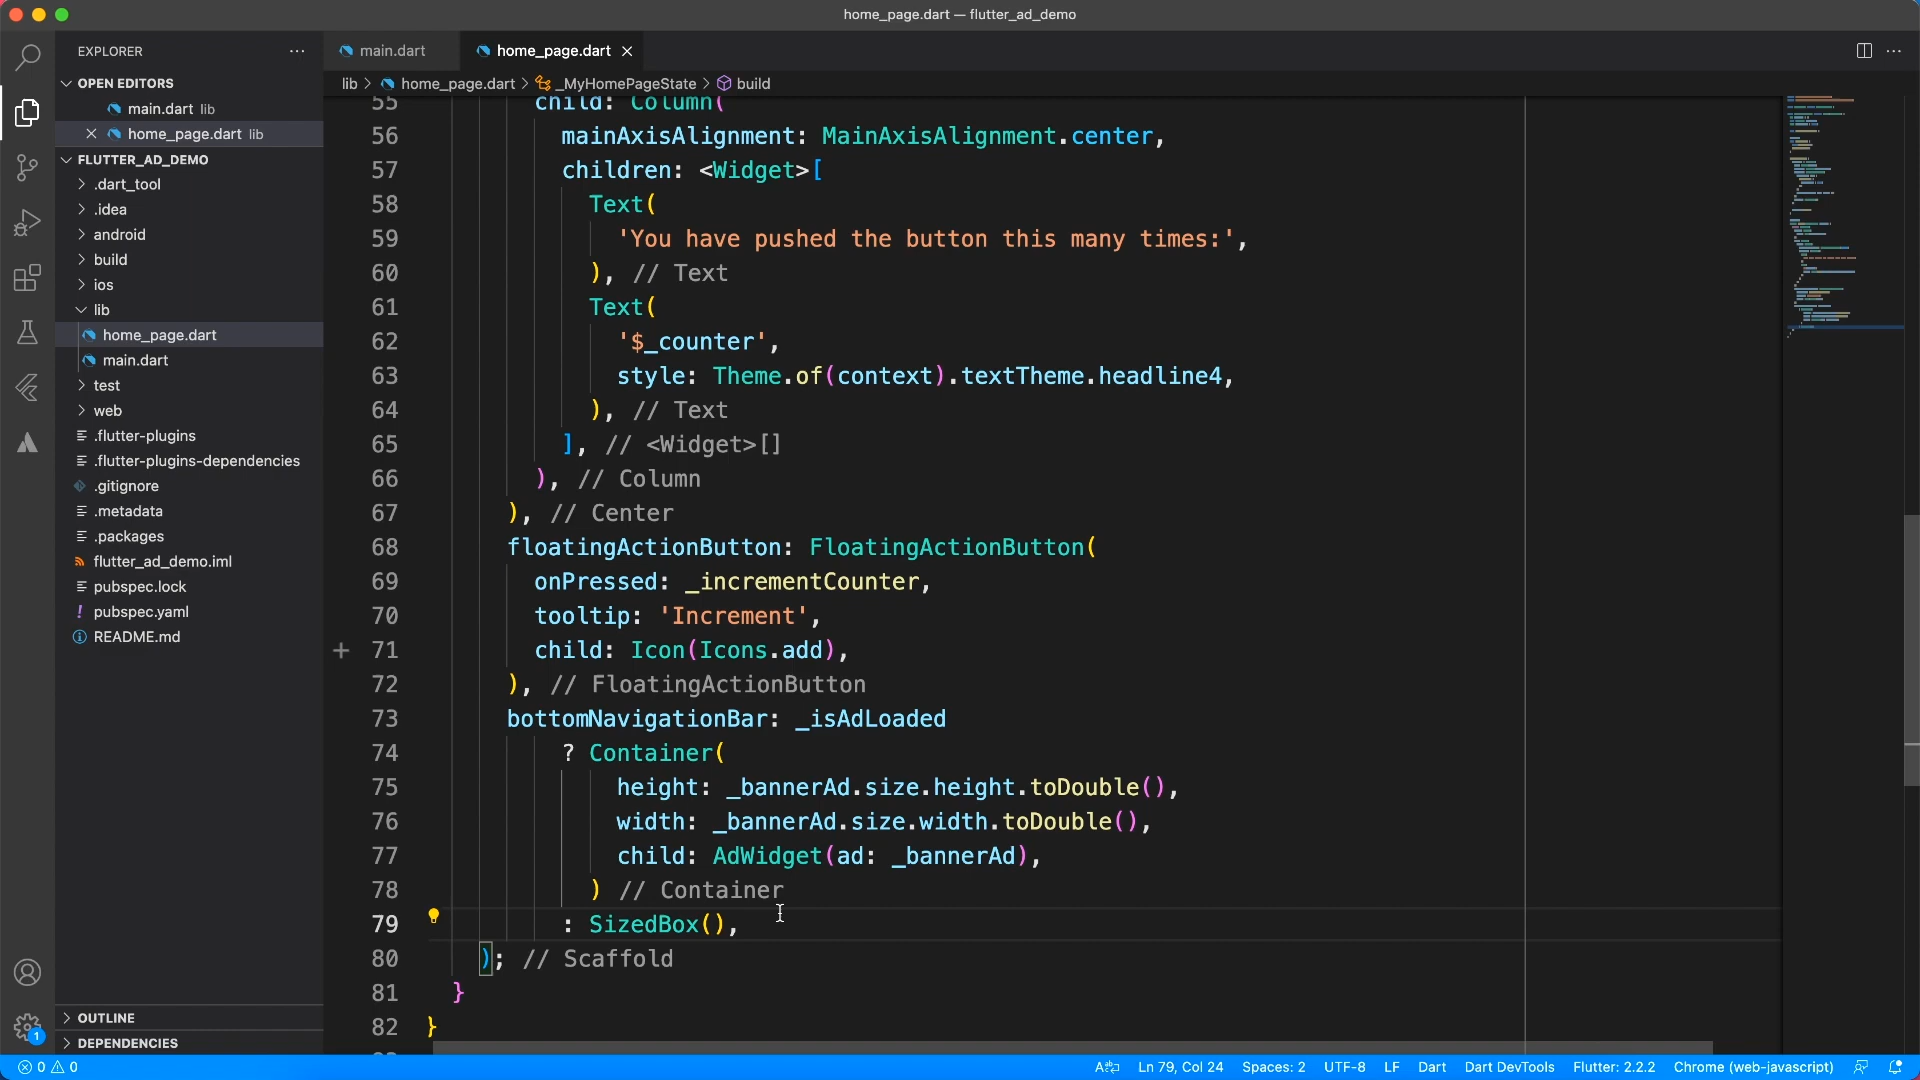 home_page.dart — flutter_ad_demo
EXPLORER
OPEN EDITORS
main.dart lib
home_page.dart lib
FLUTTER_AD_DEMO
.dart_tool
.idea
android
build
ios
lib
home_page.dart
main.dart
test
web
.flutter-plugins
.flutter-plugins-dependencies
.gitignore
.metadata
.packages
flutter_ad_demo.iml
pubspec.lock
! pubspec.yaml
README.md
OUTLINE
DEPENDENCIES
1
main.dart
home_page.dart
lib > home_page.dart > _MyHomePageState > build
55 child: Column(
56 mainAxisAlignment: MainAxisAlignment.center,
57 children: <Widget>[
58 Text(
59 'You have pushed the button this many times:',
60 ), // Text
61 Text(
62 '$_counter',
63 style: Theme.of(context).textTheme.headline4,
64 ), // Text
65 ], // <Widget>[]
66 ), // Column
67 ), // Center
68 floatingActionButton: FloatingActionButton(
69 onPressed: _incrementCounter,
70 tooltip: 'Increment',
71 child: Icon(Icons.add),
72 ), // FloatingActionButton
73 bottomNavigationBar: _isAdLoaded
74 ? Container(
75 height: _bannerAd.size.height.toDouble(),
76 width: _bannerAd.size.width.toDouble(),
77 child: AdWidget(ad: _bannerAd),
78 ) // Container
79 : SizedBox(),
80 ); // Scaffold
81 }
82 }
0 0
Ln 79, Col 24 Spaces: 2 UTF-8 LF Dart Dart DevTools Flutter: 2.2.2 Chrome (web-javascript)